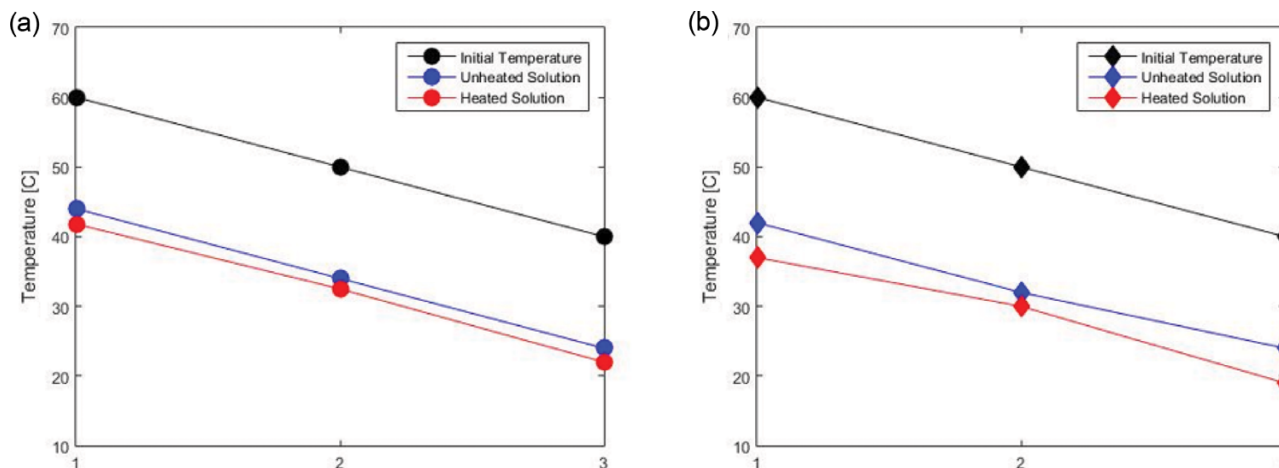 (a)
70
60
50
40
30
20
10
Temperature [C]
Initial Temperature
Unheated Solution
Heated Solution
1
2
3
(b)
70
60
50
40
30
20
10
Temperature [C]
Initial Temperature
Unheated Solution
Heated Solution
1
2